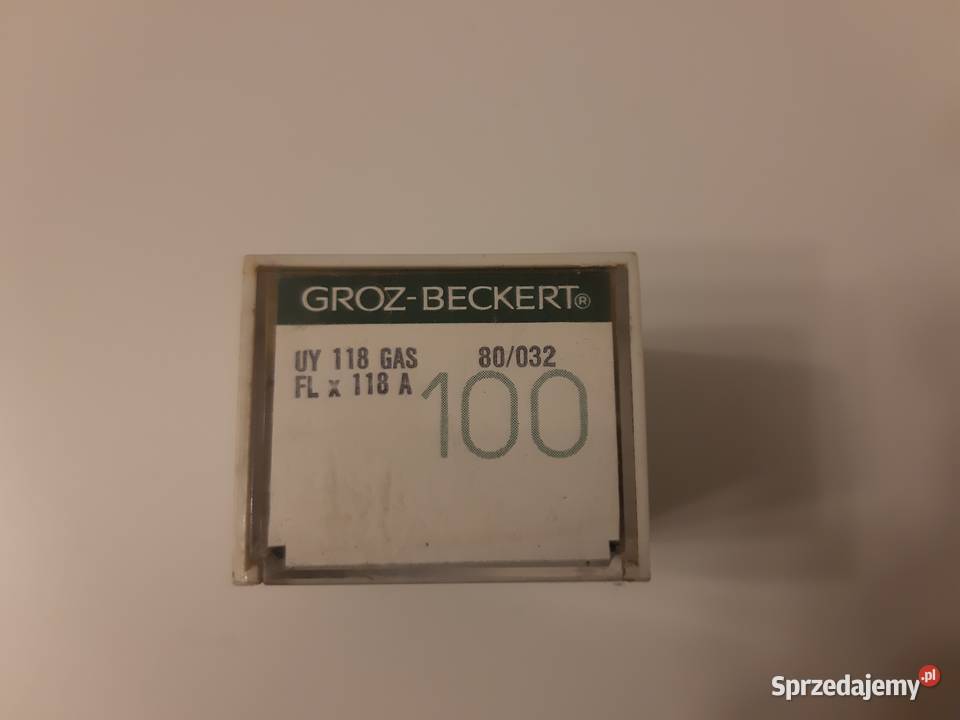 GROZ-BECKERT®
UY 118 GAS 80/032
FL x 118 A
100
Sprzedajemy.pl